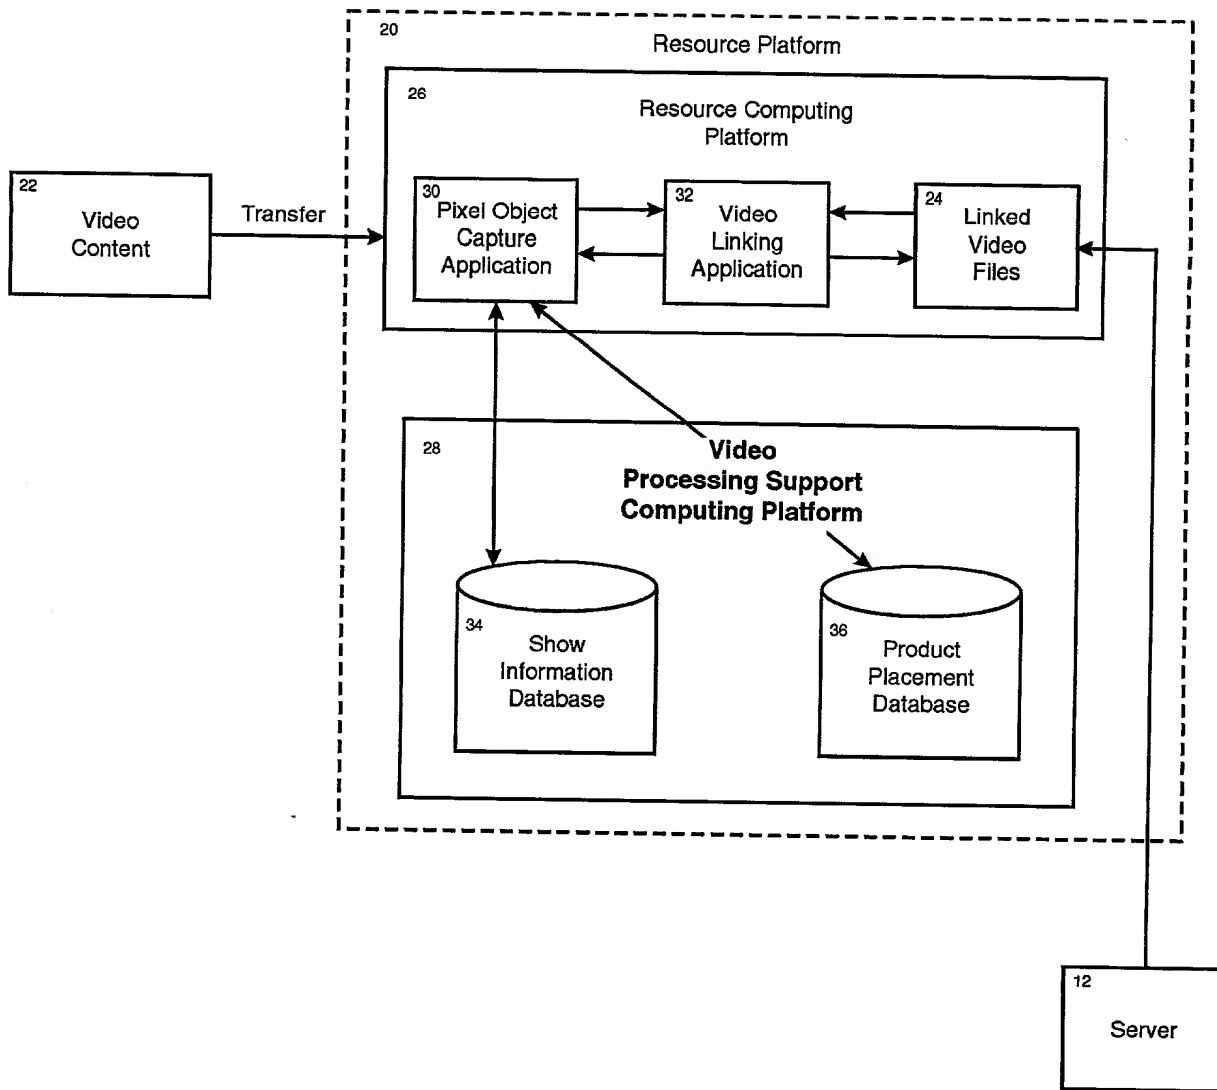 20
Resource Platform
26
Resource Computing
Platform
22
Video
Content
Transfer
30
Pixel Object
Capture
Application
32
Video
Linking
Application
24
Linked
Video
Files
28
Video
Processing Support
Computing Platform
34
Show
Information
Database
36
Product
Placement
Database
12
Server